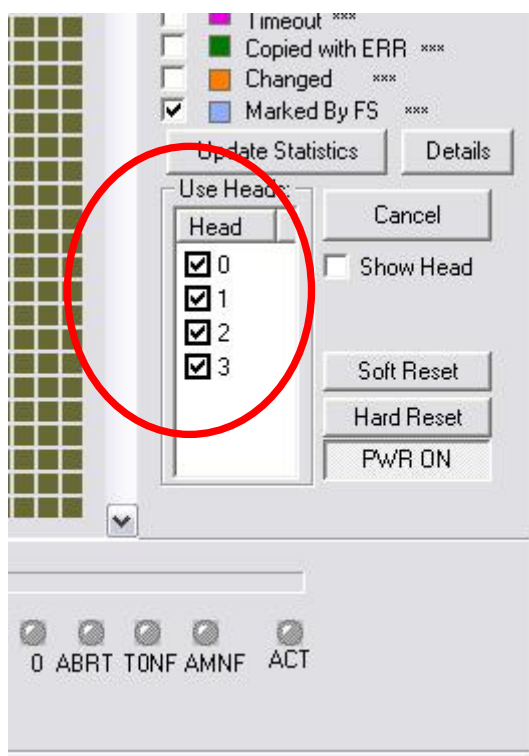 Timeout ***
Copied with ERR ***
Changed ***
Marked By FS ***
Update Statistics Details
Use Heads:
Head
Cancel
0
Show Head
1
2
3
Soft Reset
Hard Reset
PWR ON
0 ABRT T0NF AMNF ACT